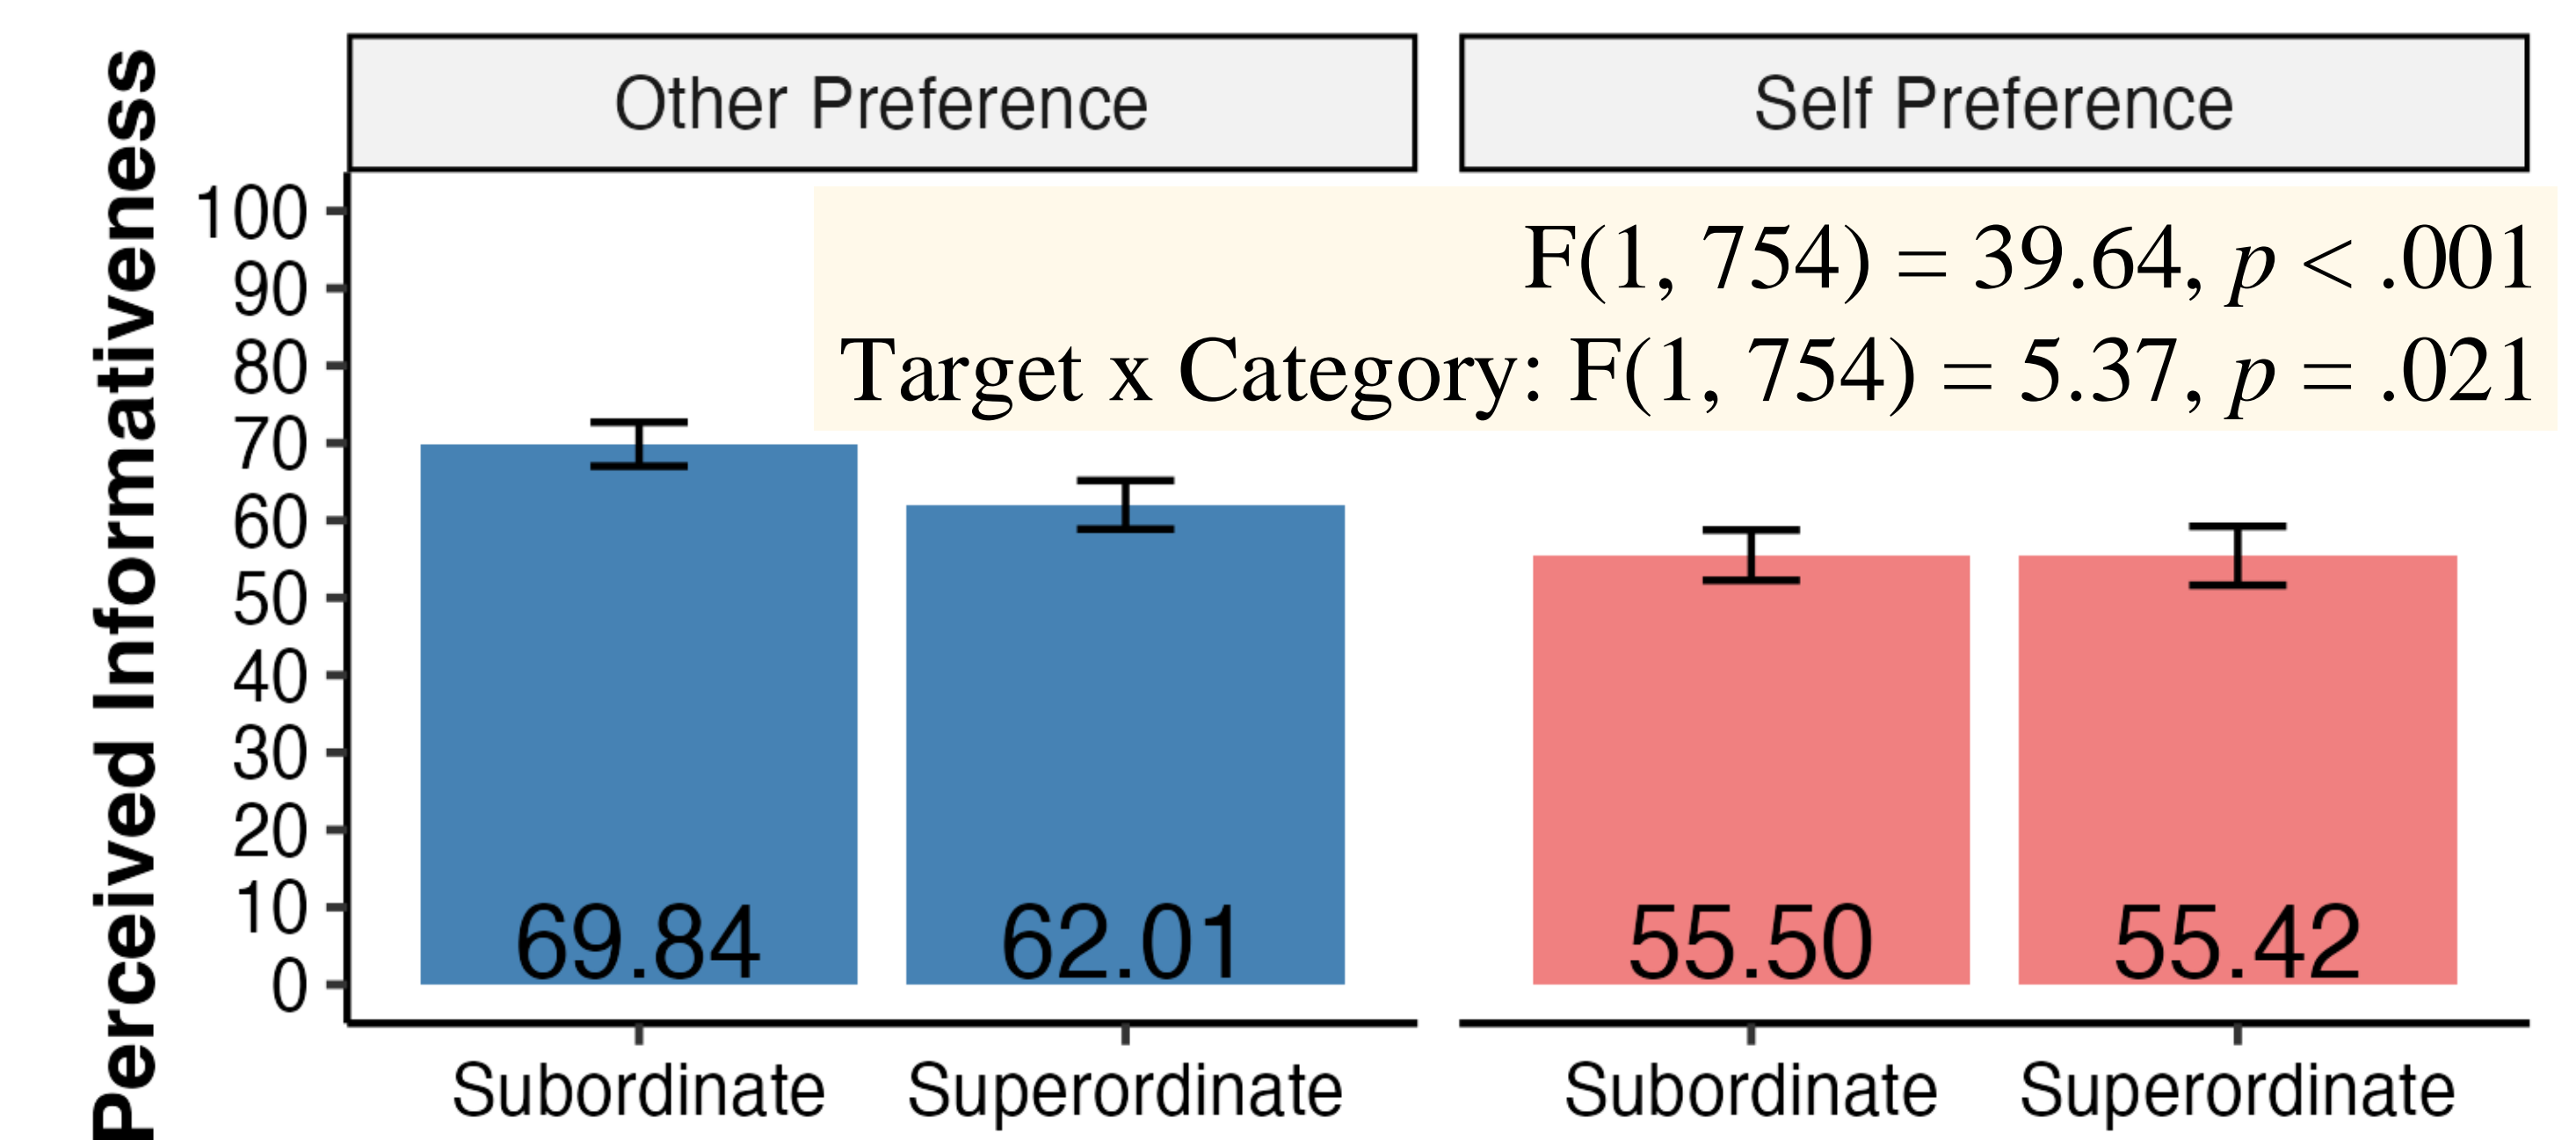 Perceived Informativeness
Other Preference
Self Preference
F(1, 754) = 39.64, p < .001
Target x Category: F(1, 754) = 5.37, p = .021
100
90
80
70
60
50
40
30
20
10
0
69.84
62.01
55.50
55.42
Subordinate
Superordinate
Subordinate
Superordinate